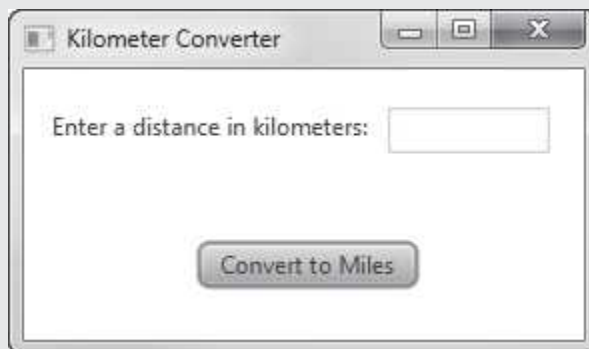 Kilometer Converter
Enter a distance in kilometers:
Convert to Miles